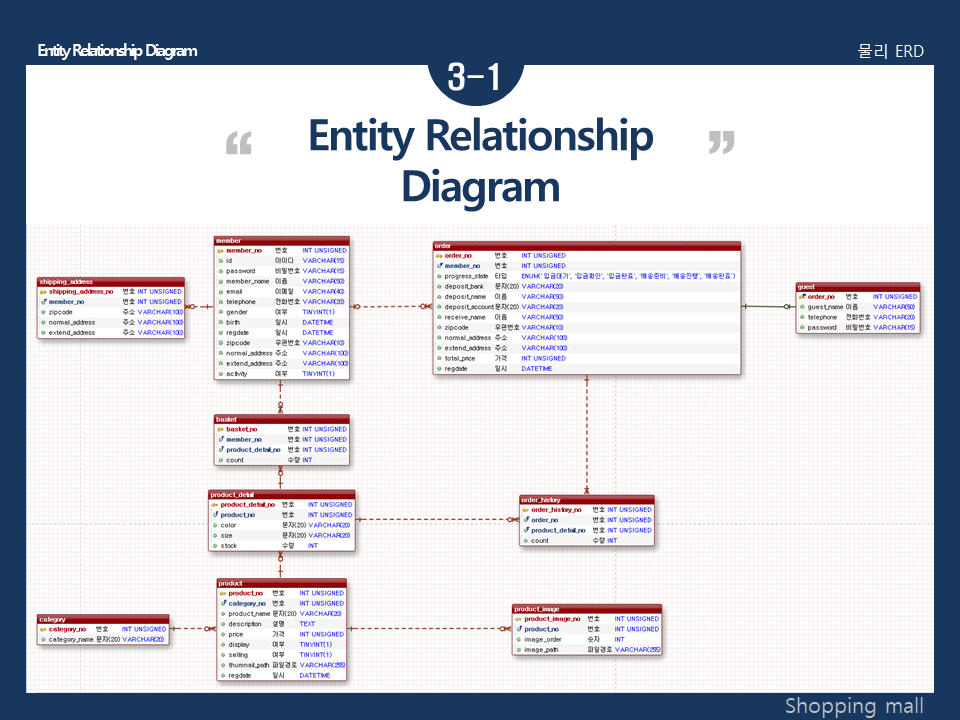 Entity Relationship Diagram
물리 ERD
3-1
“ Entity Relationship ”
Diagram
member
member_no 번호 INT UNSIGNED
id 아이디 VARCHAR(15)
password 비밀번호 VARCHAR(15)
member_name 이름 VARCHAR(50)
email 이메일 VARCHAR(40)
telephone 전화번호 VARCHAR(20)
gender 여부 TINYINT(1)
birth 일시 DATETIME
regdate 일시 DATETIME
zipcode 우편번호 VARCHAR(10)
normal_address 주소 VARCHAR(100)
extend_address 주소 VARCHAR(100)
activity 여부 TINYINT(1)
order
order_no 번호 INT UNSIGNED
member_no 번호 INT UNSIGNED
progress_state 타입 ENUM('입금대기', '입금확인', '입금완료', '배송준비', '배송진행', '배송완료')
deposit_bank 문자(20) VARCHAR(20)
deposit_name 이름 VARCHAR(50)
deposit_account 문자(20) VARCHAR(20)
receive_name 이름 VARCHAR(50)
zipcode 우편번호 VARCHAR(10)
normal_address 주소 VARCHAR(100)
extend_address 주소 VARCHAR(100)
total_price 가격 INT UNSIGNED
regdate 일시 DATETIME
shipping_address
shipping_address_no 번호 INT UNSIGNED
member_no 번호 INT UNSIGNED
zipcode 주소 VARCHAR(100)
normal_address 주소 VARCHAR(100)
extend_address 주소 VARCHAR(100)
guest
order_no 번호 INT UNSIGNED
guest_name 이름 VARCHAR(50)
telephone 전화번호 VARCHAR(20)
password 비밀번호 VARCHAR(15)
basket
basket_no 번호 INT UNSIGNED
member_no 번호 INT UNSIGNED
product_detail_no 번호 INT UNSIGNED
count 수량 INT
product_detail
product_detail_no 번호 INT UNSIGNED
product_no 번호 INT UNSIGNED
color 문자(20) VARCHAR(20)
size 문자(20) VARCHAR(20)
stock 수량 INT
order_history
order_history_no 번호 INT UNSIGNED
order_no 번호 INT UNSIGNED
product_detail_no 번호 INT UNSIGNED
count 수량 INT
product
product_no 번호 INT UNSIGNED
category_no 번호 INT UNSIGNED
product_name 문자(20) VARCHAR(20)
description 설명 TEXT
price 가격 INT UNSIGNED
display 여부 TINYINT(1)
selling 여부 TINYINT(1)
thumnail_path 파일경로 VARCHAR(255)
regdate 일시 DATETIME
category
category_no 번호 INT UNSIGNED
category_name 문자(20) VARCHAR(20)
product_image
product_image_no 번호 INT UNSIGNED
product_no 번호 INT UNSIGNED
image_order 숫자 INT
image_path 파일경로 VARCHAR(255)
Shopping mall